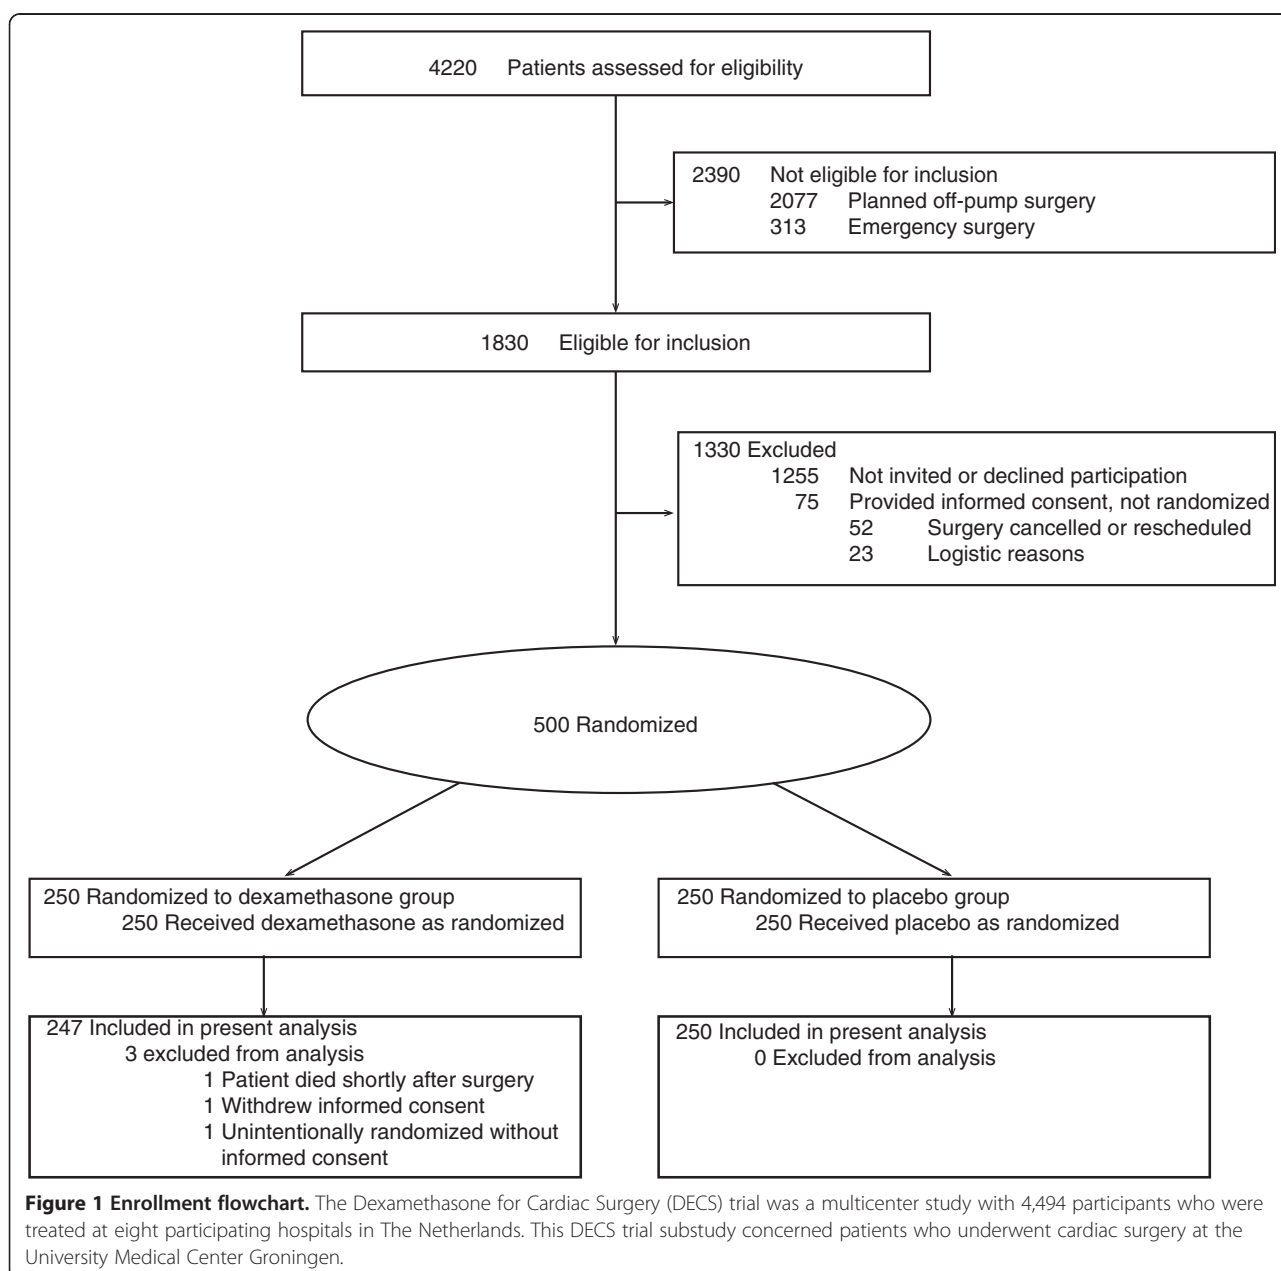 4220 Patients assessed for eligibility
2390 Not eligible for inclusion
2077 Planned off-pump surgery
313 Emergency surgery
1830 Eligible for inclusion
1330 Excluded
1255 Not invited or declined participation
75 Provided informed consent, not randomized
52 Surgery cancelled or rescheduled
23 Logistic reasons
500 Randomized
250 Randomized to dexamethasone group
250 Received dexamethasone as randomized
250 Randomized to placebo group
250 Received placebo as randomized
247 Included in present analysis
3 excluded from analysis
1 Patient died shortly after surgery
1 Withdrew informed consent
1 Unintentionally randomized without
informed consent
250 Included in present analysis
0 Excluded from analysis
Figure 1 Enrollment flowchart. The Dexamethasone for Cardiac Surgery (DECS) trial was a multicenter study with 4,494 participants who were
treated at eight participating hospitals in The Netherlands. This DECS trial substudy concerned patients who underwent cardiac surgery at the
University Medical Center Groningen.